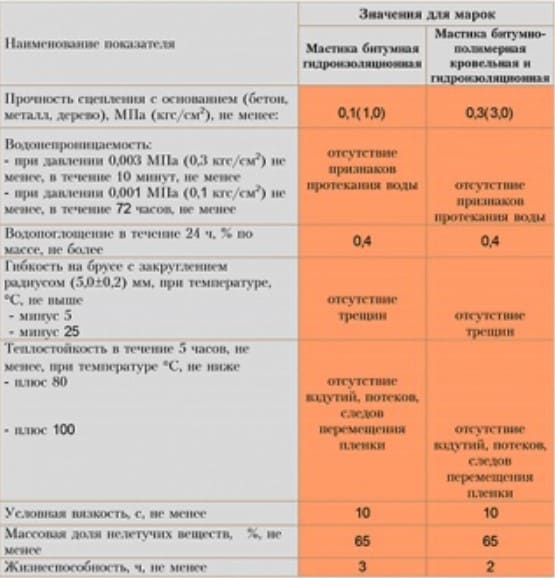 Наименование показателя
Значения для марок
Мастика битумная
гидроизоляционная
Мастика битумно-
полимерная
кровельная и
гидроизоляционная
Прочность сцепления с основанием (бетон,
металл, дерево), МПа (кгс/см²), не менее:
0,1(1,0)
0,3(3,0)
Водонепроницаемость:
- при давлении 0,003 МПа (0,3 кгс/см²) не
менее, в течение 10 минут, не менее
- при давлении 0,001 МПа (0,1 кгс/см²) не
менее, в течение 72 часов, не менее
отсутствие
признаков
протекания воды
отсутствие
признаков
протекания воды
Водопоглощение в течение 24 ч, % по
массе, не более
0,4
0,4
Гибкость на брусе с закруглением
радиусом (5,0±0,2) мм, при температуре,
°С, не выше
- минус 5
- минус 25
отсутствие
трещин
отсутствие
трещин
Теплостойкость в течение 5 часов, не
менее, при температуре °С, не ниже
- плюс 80
- плюс 100
отсутствие
вздутий, потеков,
следов
перемещения
пленки
отсутствие
вздутий, потеков,
следов
перемещения
пленки
Условная вязкость, с, не менее
10
10
Массовая доля нелетучих веществ, %, не
менее
65
65
Жизнеспособность, ч, не менее
3
2